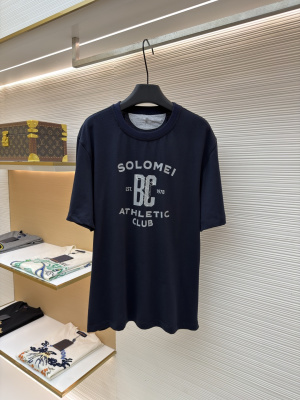 SOLOMEI
EST. BC 1978
ATHLETIC
CLUB